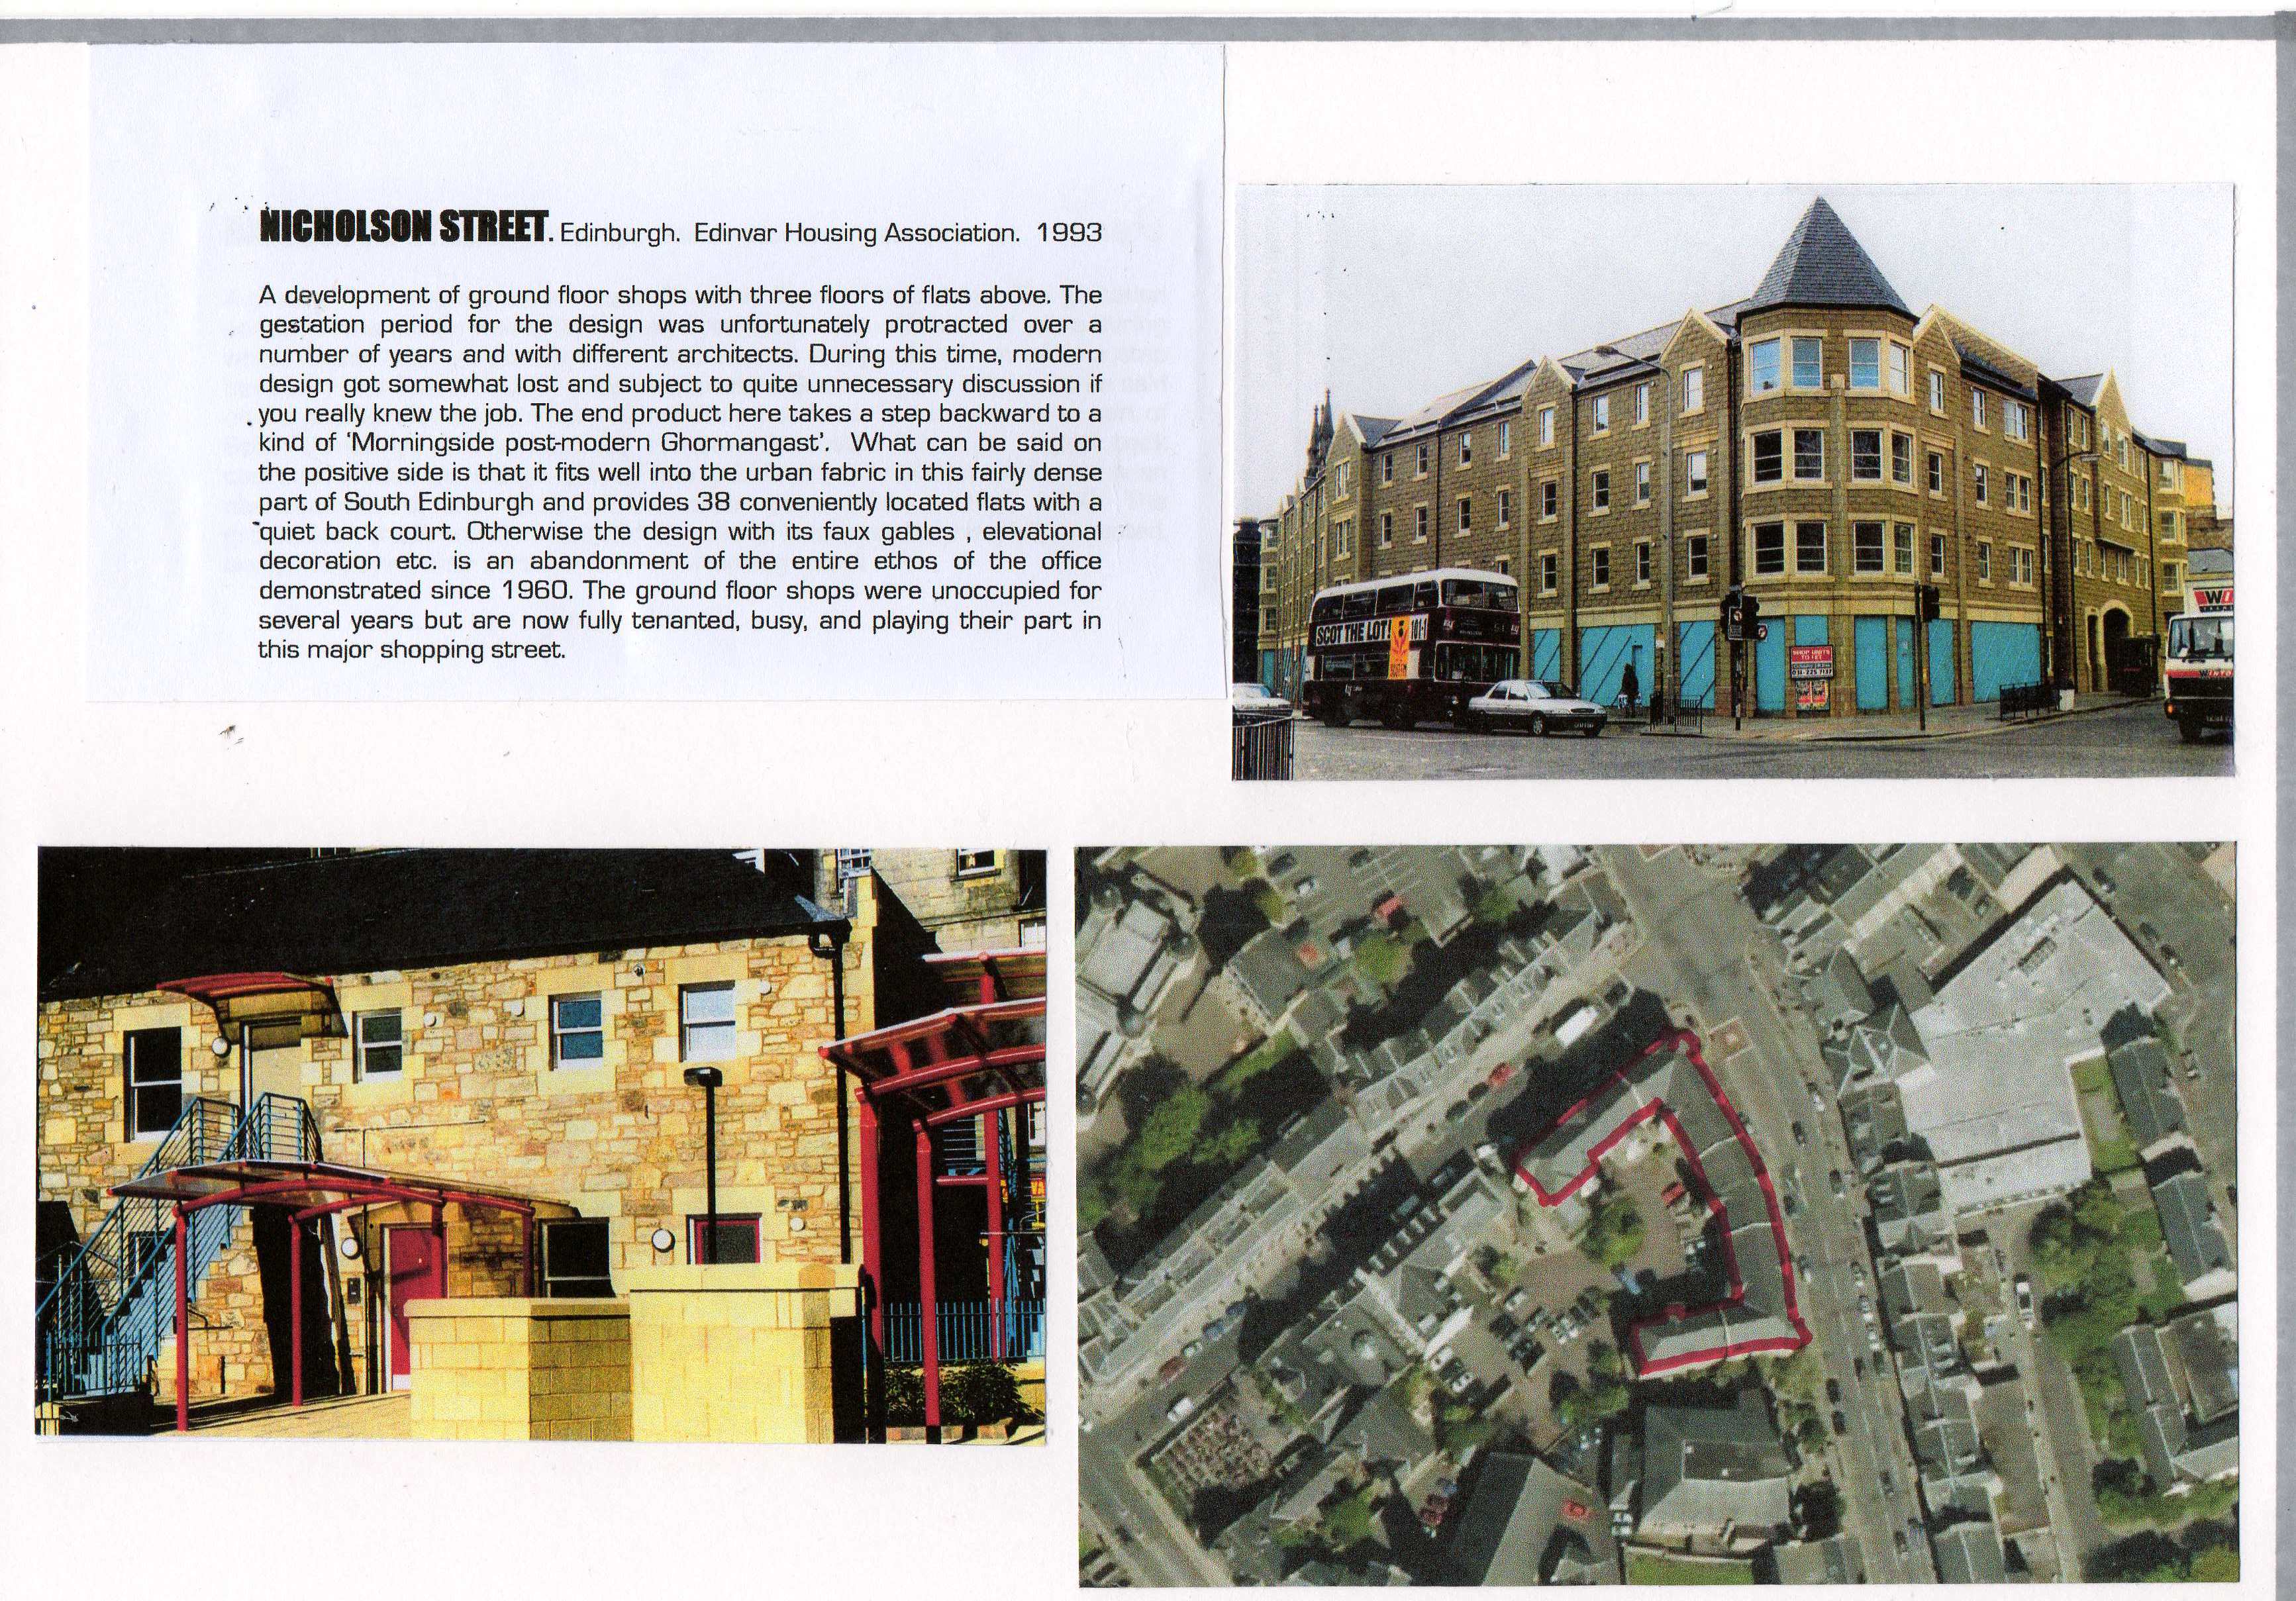 NICHOLSON STREET. Edinburgh. Edinvar Housing Association. 1993
A development of ground floor shops with three floors of flats above. The
gestation period for the design was unfortunately protracted over a
number of years and with different architects. During this time, modern
design got somewhat lost and subject to quite unnecessary discussion if
you really knew the job. The end product here takes a step backward to a
kind of 'Morningside post-modern Ghormangast'. What can be said on
the positive side is that it fits well into the urban fabric in this fairly dense
part of South Edinburgh and provides 38 conveniently located flats with a
quiet back court. Otherwise the design with its faux gables , elevational
decoration etc. is an abandonment of the entire ethos of the office
demonstrated since 1960. The ground floor shops were unoccupied for
several years but are now fully tenanted, busy, and playing their part in
this major shopping street.
SCOT THE LOT!
SHOP UNITS
TO LET